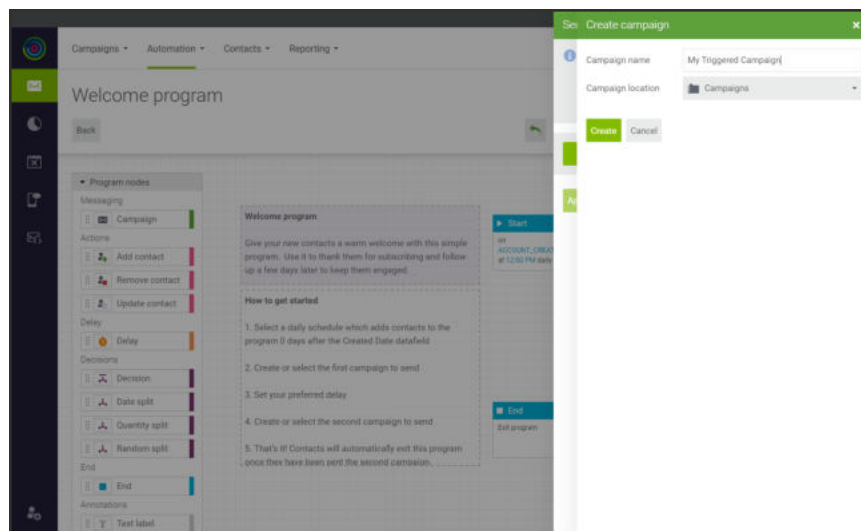 Campaigns Automation Contacts Reporting
Welcome program
Back
Program nodes
Messaging
Campaign
Actions
Add contact
Remove contact
Update contact
Delay
Delay
Decisions
Decision
Date split
Quantity split
Random split
End
End
Annotations
Text label
Welcome program
Give your new contacts a warm welcome with this simple
program. Use it to thank them for subscribing and follow
up a few days later to keep them engaged.
How to get started
1. Select a daily schedule which adds contacts to the
program 0 days after the Created Date datafield
2. Create or select the first campaign to send
3. Set your preferred delay
4. Create or select the second campaign to send
5. That's it! Contacts will automatically exit this program
once they have been sent the second campaign.
Start
at 12:00 PM daily
End
Exit program
Create campaign
Campaign name My Triggered Campaign
Campaign location Campaigns
Create Cancel